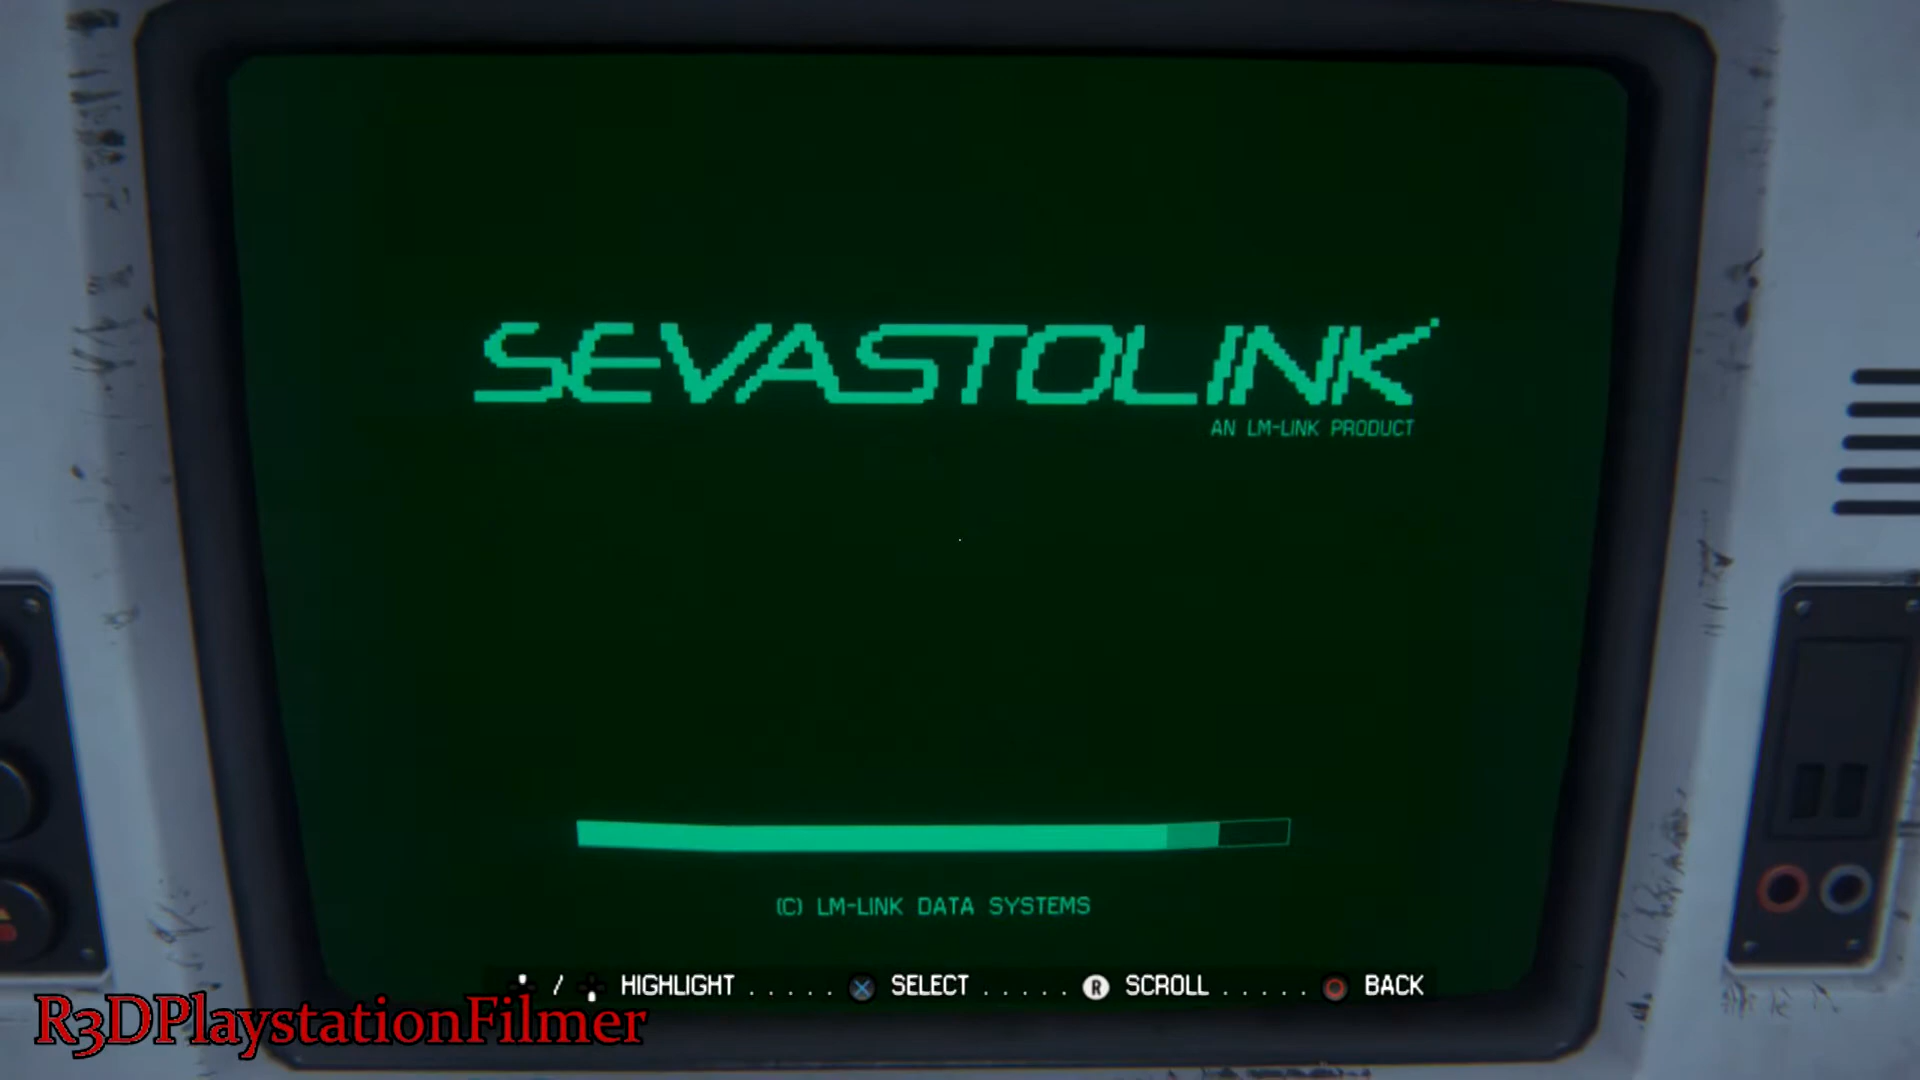 SEVASTOLINK
AN LM-LINK PRODUCT
(C) LM-LINK DATA SYSTEMS
/ HIGHLIGHT ..... SELECT ..... R SCROLL ..... BACK
R3DPlaystationFilmer